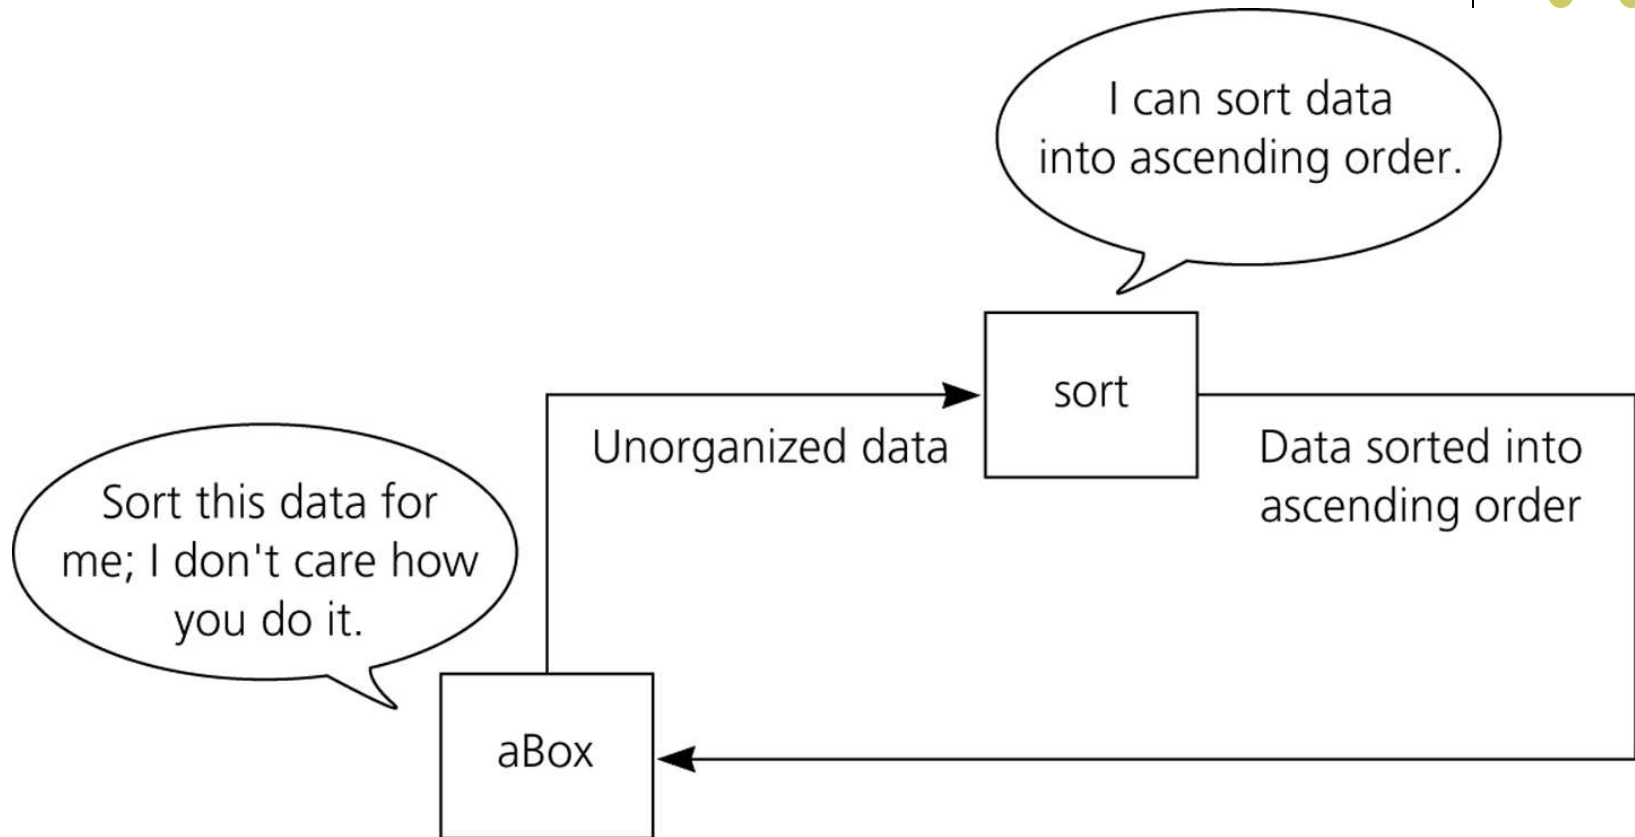 I can sort data
into ascending order.
sort
Unorganized data
Data sorted into
ascending order
Sort this data for
me; I don't care how
you do it.
aBox